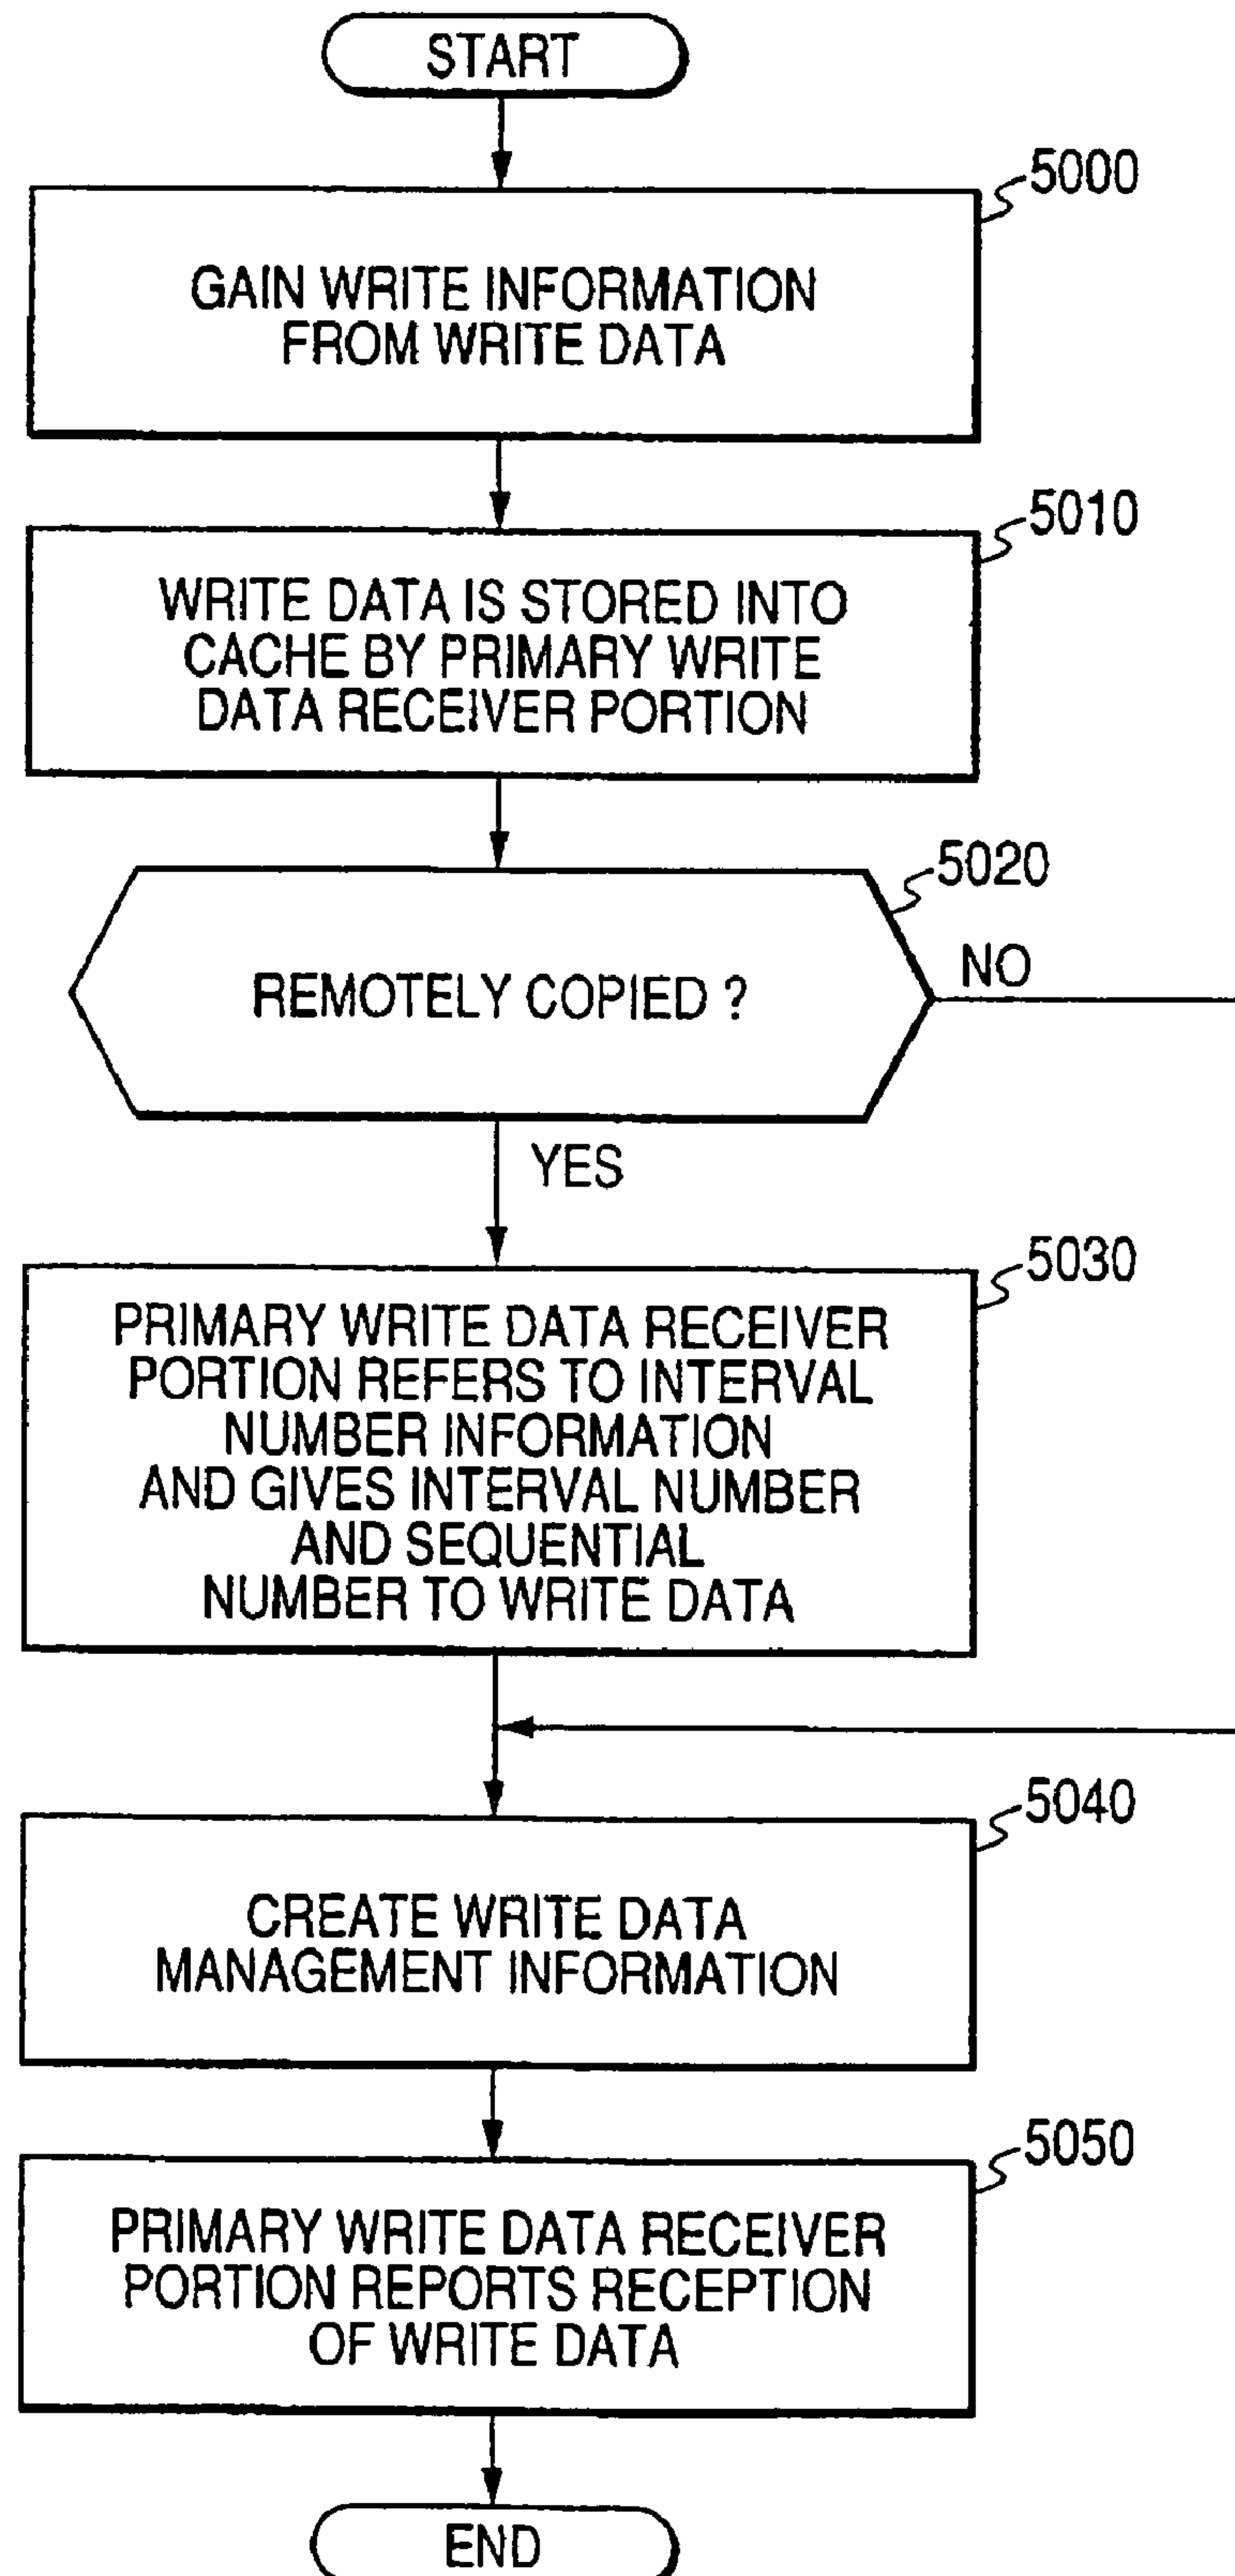 START
5000
GAIN WRITE INFORMATION
FROM WRITE DATA
5010
WRITE DATA IS STORED INTO
CACHE BY PRIMARY WRITE
DATA RECEIVER PORTION
5020
REMOTELY COPIED ?
NO
YES
5030
PRIMARY WRITE DATA RECEIVER
PORTION REFERS TO INTERVAL
NUMBER INFORMATION
AND GIVES INTERVAL NUMBER
AND SEQUENTIAL
NUMBER TO WRITE DATA
5040
CREATE WRITE DATA
MANAGEMENT INFORMATION
5050
PRIMARY WRITE DATA RECEIVER
PORTION REPORTS RECEPTION
OF WRITE DATA
END